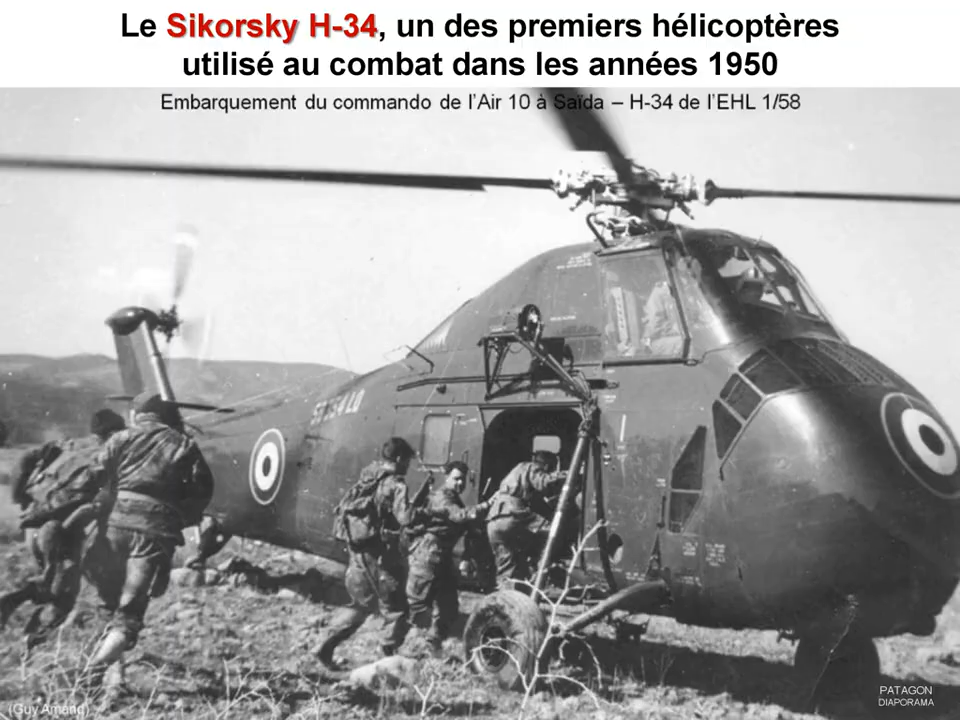 Le Sikorsky H-34, un des premiers hélicoptères
utilisé au combat dans les années 1950
Embarquement du commando de l'Air 10 à Saïda – H-34 de l'EHL 1/58
(Guy Amand)
PATAGON
DIAPORAMA